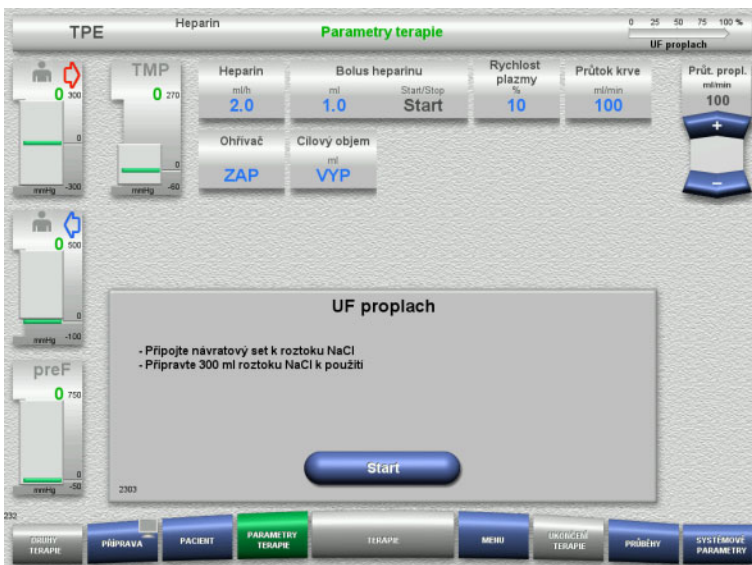 TPE
Heparin
Parametry terapie
0 25 50 75 100 %
UF proplach
0 300
0
mmHg -300
TMP
0 270
0
mmHg -60
Heparin
ml/h
2.0
Bolus heparinu
ml Start/Stop
1.0 Start
Rychlost
plazmy
%
10
Průtok krve
ml/min
100
Průt. propl.
ml/min
100
+
−
Ohřívač
ZAP
Cílový objem
ml
VYP
0 500
0
mmHg -100
preF
0 750
0
mmHg -50
UF proplach
- Připojte návratový set k roztoku NaCl
- Připravte 300 ml roztoku NaCl k použití
Start
2303
232
DRUHY
TERAPIE
PŘÍPRAVA
PACIENT
PARAMETRY
TERAPIE
TERAPIE
MENU
UKONČENÍ
TERAPIE
PRŮBĚHY
SYSTÉMOVÉ
PARAMETRY